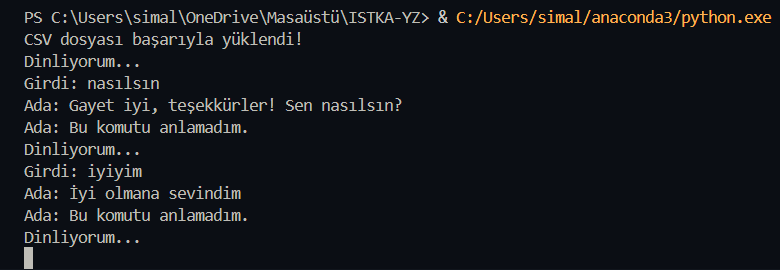 PS C:\Users\simal\OneDrive\Masaüstü\ISTKA-YZ> & C:/Users/simal/anaconda3/python.exe
CSV dosyası başarıyla yüklendi!
Dinliyorum...
Girdi: nasılsın
Ada: Gayet iyi, teşekkürler! Sen nasılsın?
Ada: Bu komutu anlamadım.
Dinliyorum...
Girdi: iyiyim
Ada: İyi olmana sevindim
Ada: Bu komutu anlamadım.
Dinliyorum...